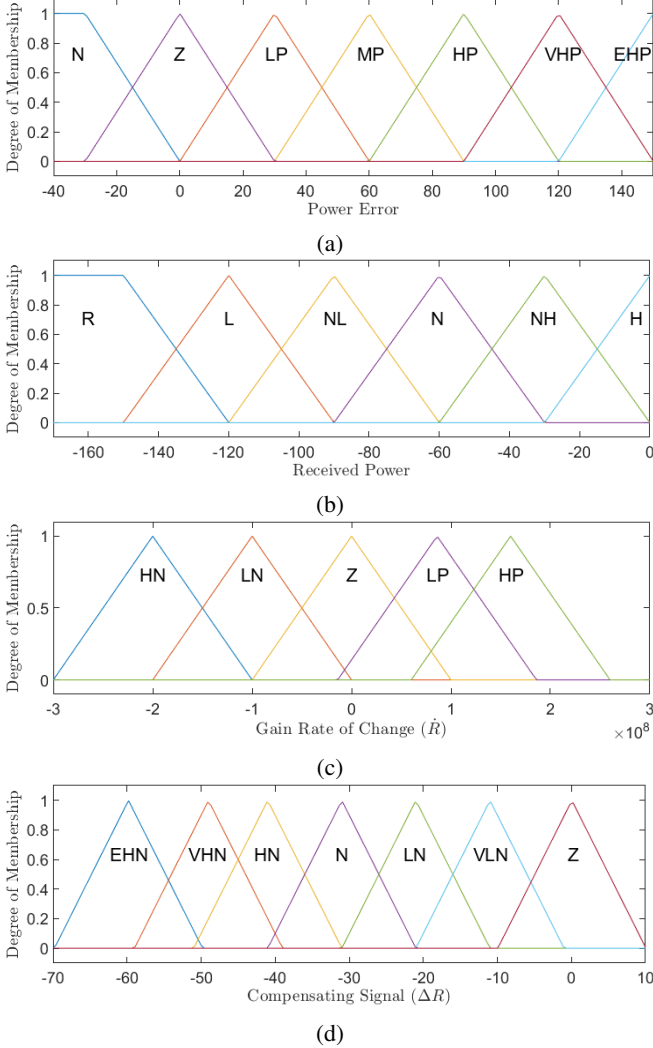 1
0.8
0.6
0.4
0.2
0
Degree of Membership
N Z LP MP HP VHP EHP
-40 -20 0 20 40 60 80 100 120 140
Power Error
(a)
1
0.8
0.6
0.4
0.2
0
Degree of Membership
R L NL N NH H
-160 -140 -120 -100 -80 -60 -40 -20 0
Received Power
(b)
1
0.5
0
Degree of Membership
HN LN Z LP HP
-3 -2 -1 0 1 2 3
Gain Rate of Change (Ṙ)
×10⁸
(c)
1
0.8
0.6
0.4
0.2
0
Degree of Membership
EHN VHN HN N LN VLN Z
-70 -60 -50 -40 -30 -20 -10 0 10
Compensating Signal (ΔR)
(d)